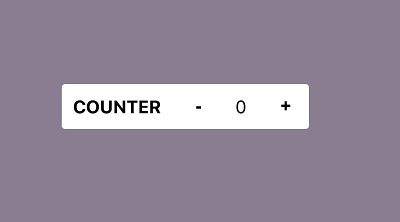 COUNTER - 0 +